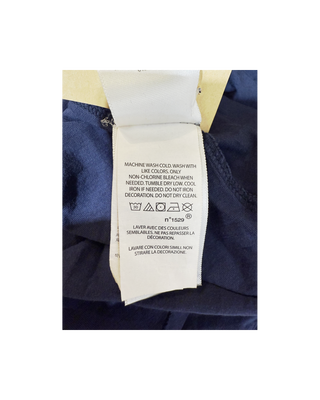 MACHINE WASH COLD. WASH WITH
LIKE COLORS. ONLY
NON-CHLORINE BLEACH WHEN
NEEDED. TUMBLE DRY LOW. COOL
IRON IF NEEDED. DO NOT IRON
DECORATION. DO NOT DRY CLEAN.
n°1529 ®
LAVER AVEC DES COULEURS
SEMBLABLES. NE PAS REPASSER
LA DÉCORATION.
LAVARE CON COLORI SIMILI. NON
STIRARE LA DECORAZIONE.